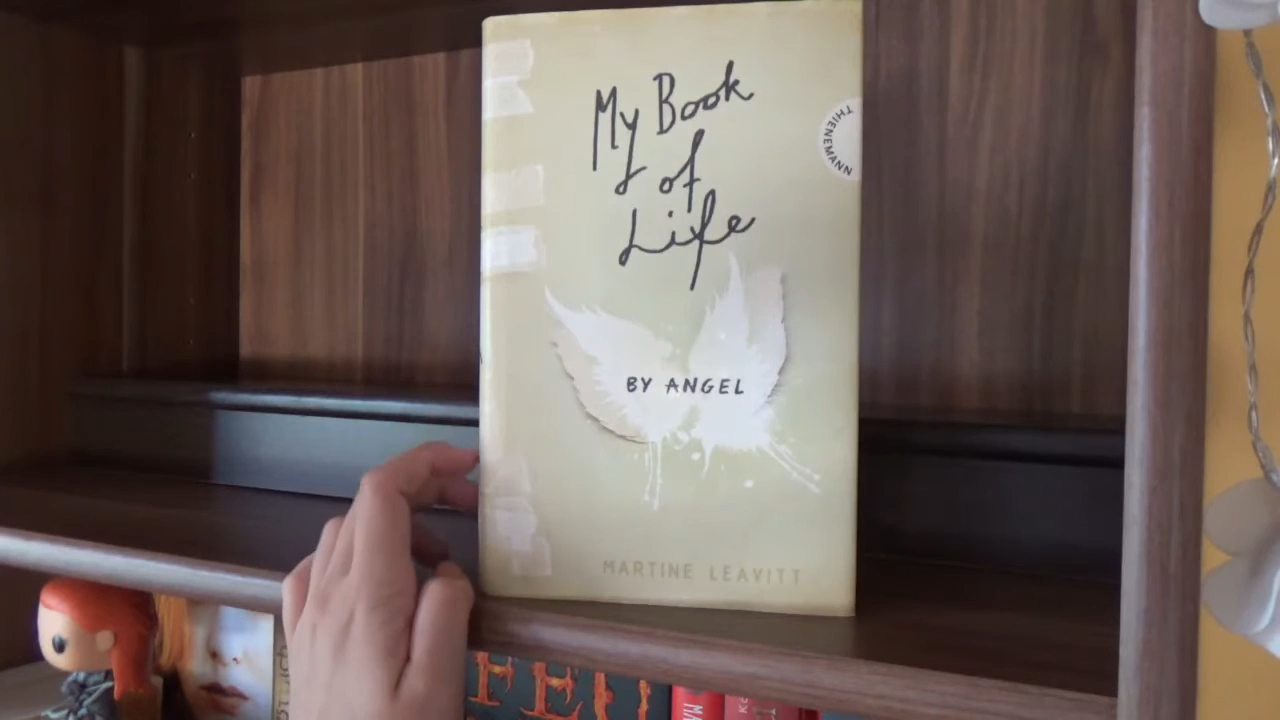 My Book
of
Life
BY ANGEL
MARTINE LEAVITT
THIENEMANN